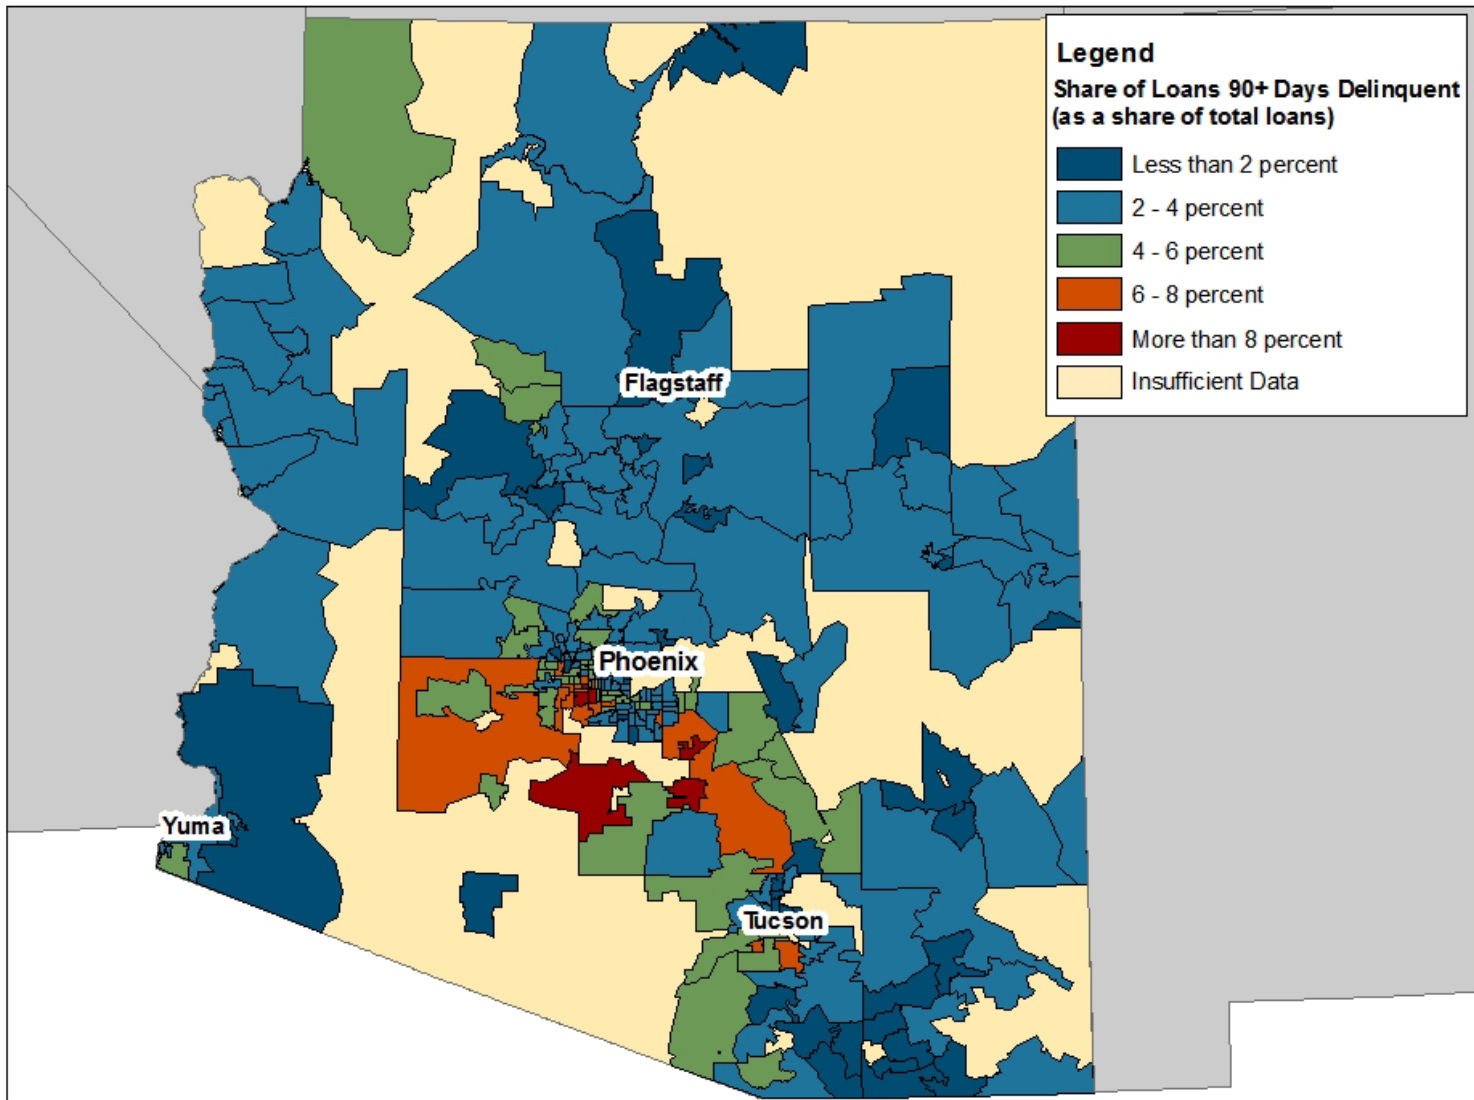 Legend
Share of Loans 90+ Days Delinquent
(as a share of total loans)
Less than 2 percent
2 - 4 percent
4 - 6 percent
6 - 8 percent
More than 8 percent
Insufficient Data
Flagstaff
Phoenix
Yuma
Tucson